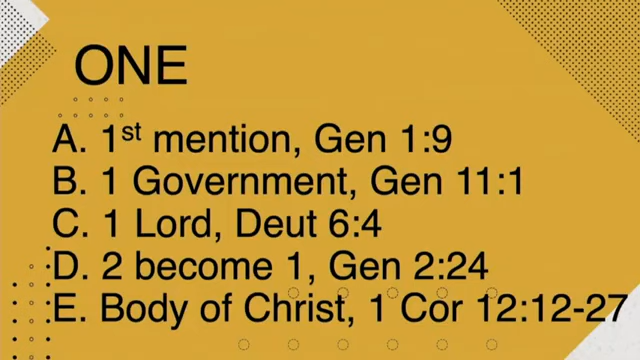 ONE
A. 1st mention, Gen 1:9
B. 1 Government, Gen 11:1
C. 1 Lord, Deut 6:4
D. 2 become 1, Gen 2:24
E. Body of Christ, 1 Cor 12:12-27